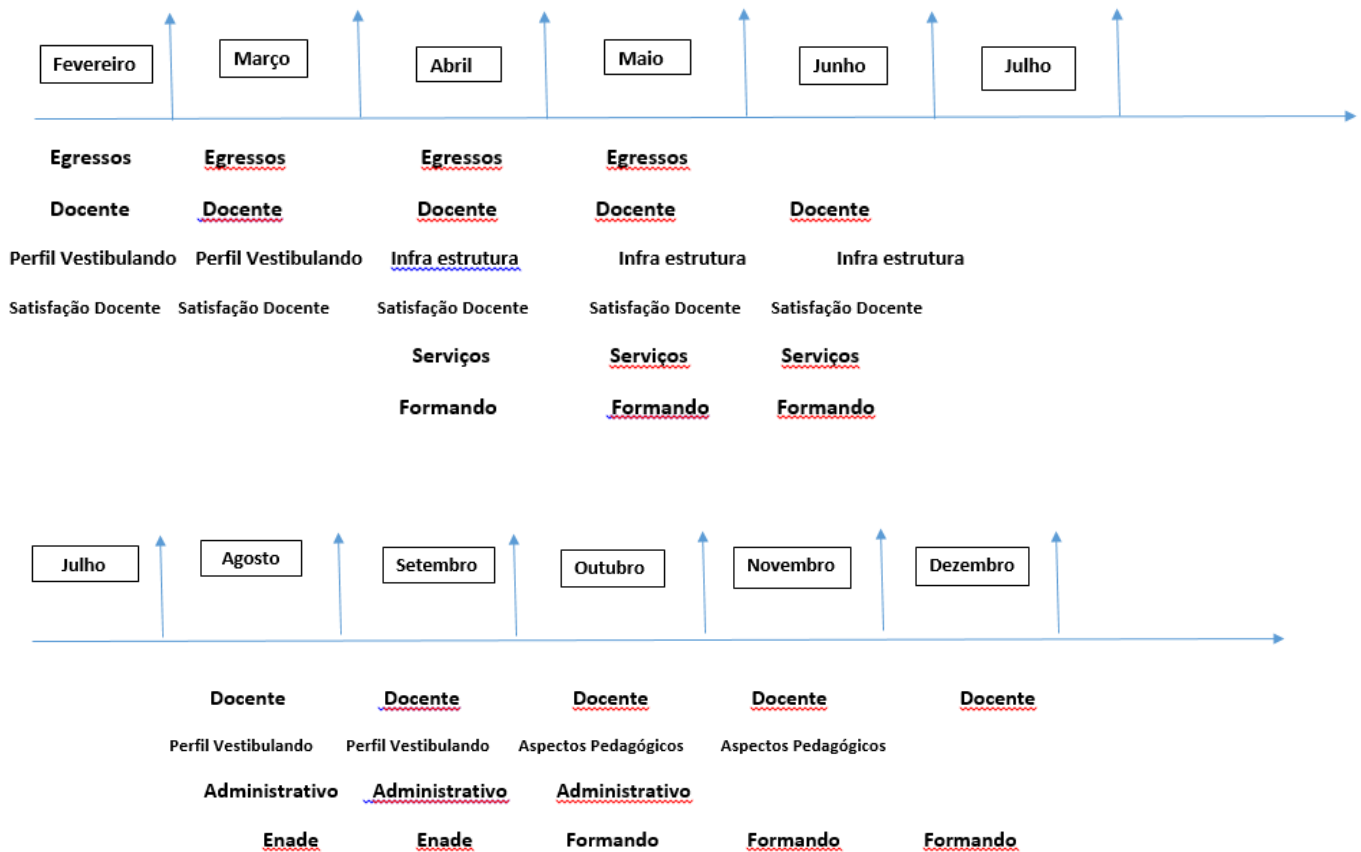 Fevereiro Março Abril Maio Junho Julho
Egressos Egressos Egressos Egressos
Docente Docente Docente Docente Docente
Perfil Vestibulando Perfil Vestibulando Infra estrutura Infra estrutura Infra estrutura
Satisfação Docente Satisfação Docente Satisfação Docente Satisfação Docente Satisfação Docente
Serviços Serviços Serviços
Formando Formando Formando
Julho Agosto Setembro Outubro Novembro Dezembro
Docente Docente Docente Docente Docente
Perfil Vestibulando Perfil Vestibulando Aspectos Pedagógicos Aspectos Pedagógicos
Administrativo Administrativo Administrativo
Enade Enade Formando Formando Formando